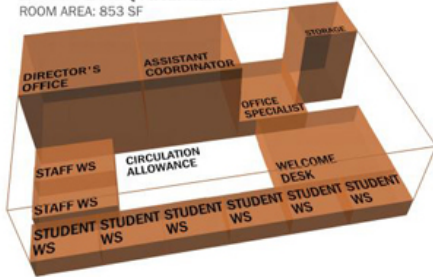 ROOM AREA: 853 SF
STORAGE
DIRECTOR'S
OFFICE
ASSISTANT
COORDINATOR
OFFICE
SPECIALIST
STAFF WS
CIRCULATION
ALLOWANCE
WELCOME
DESK
STAFF WS
STUDENT
WS
STUDENT
WS
STUDENT
WS
STUDENT
WS
STUDENT
WS
STUDENT
WS